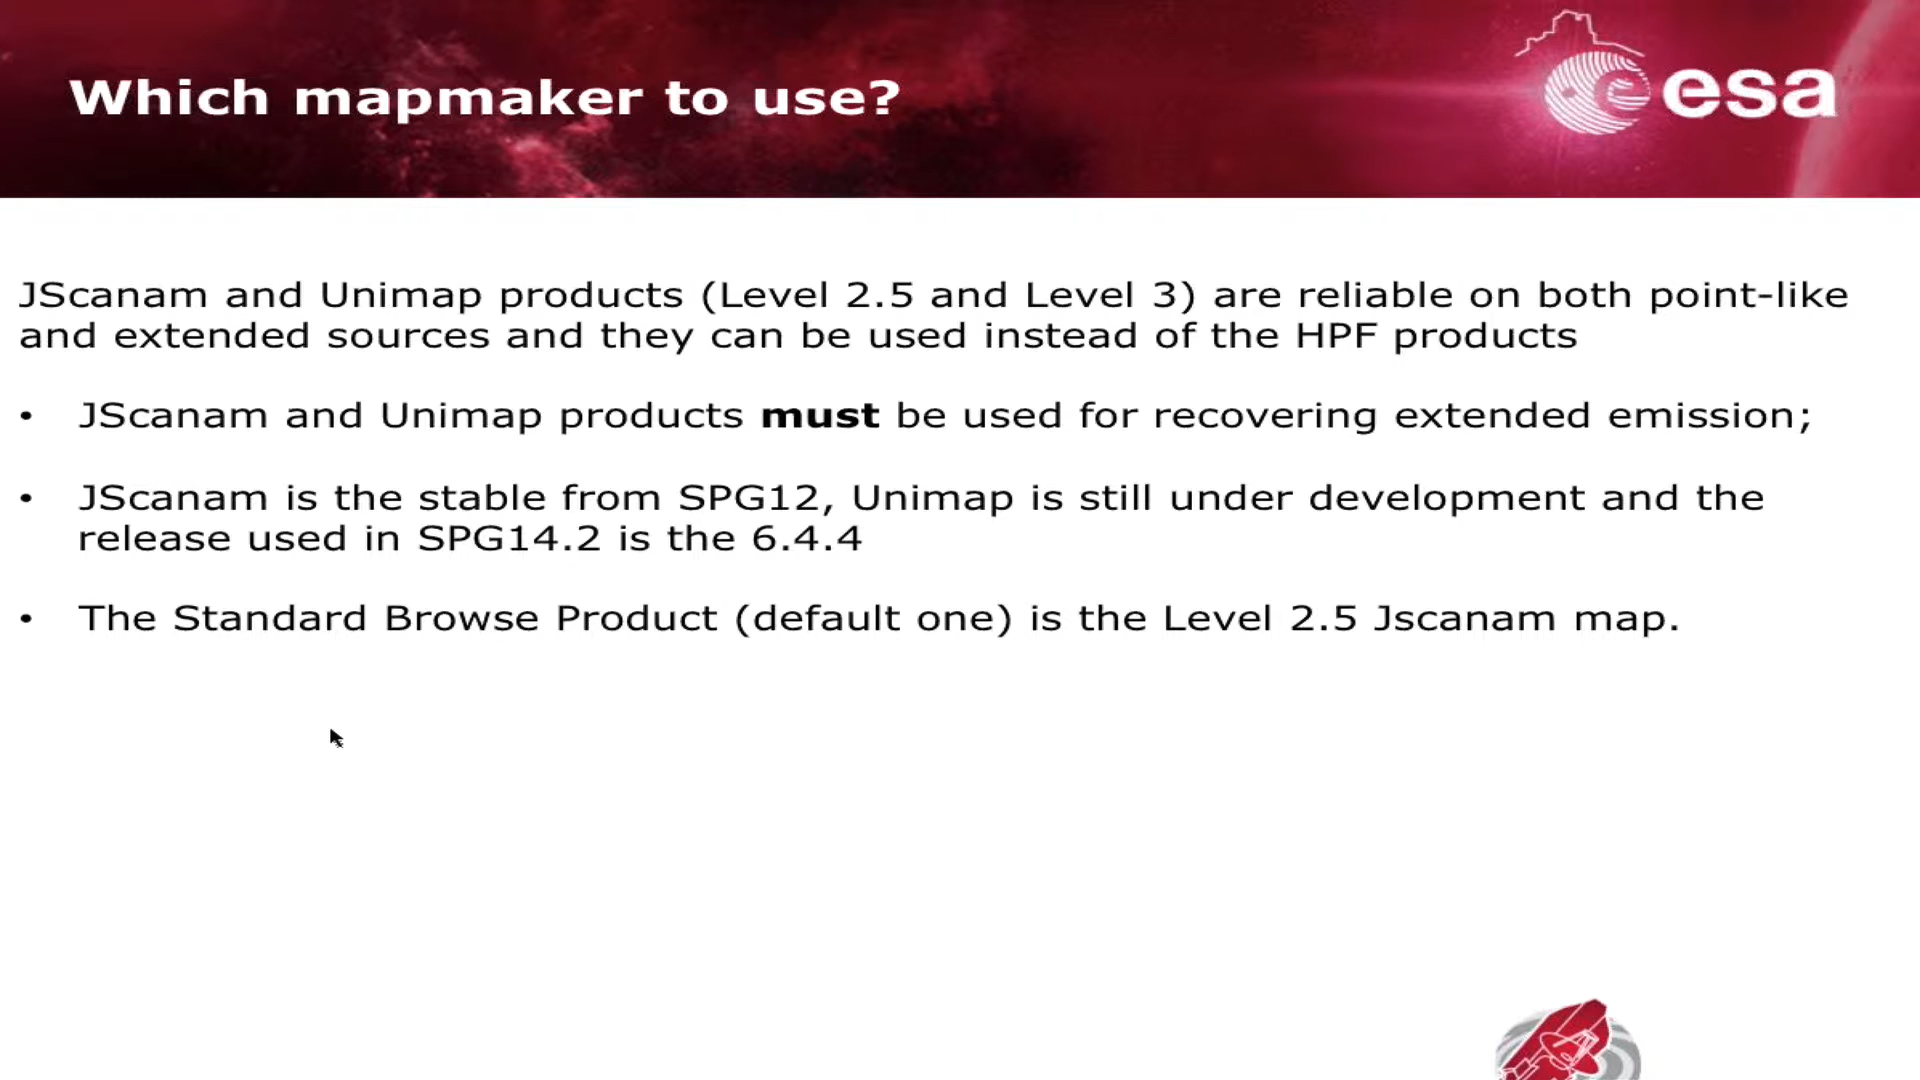 Which mapmaker to use?
esa
JScanam and Unimap products (Level 2.5 and Level 3) are reliable on both point-like
and extended sources and they can be used instead of the HPF products
• JScanam and Unimap products must be used for recovering extended emission;
• JScanam is the stable from SPG12, Unimap is still under development and the
release used in SPG14.2 is the 6.4.4
• The Standard Browse Product (default one) is the Level 2.5 Jscanam map.